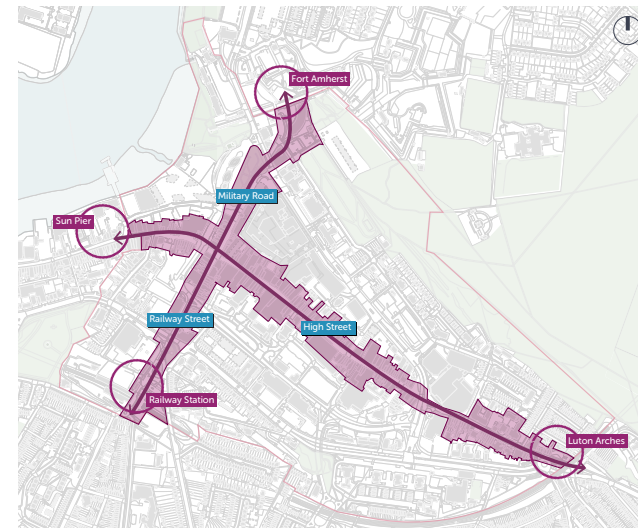 Fort Amherst
Military Road
Sun Pier
Railway Street
High Street
Railway Station
Luton Arches